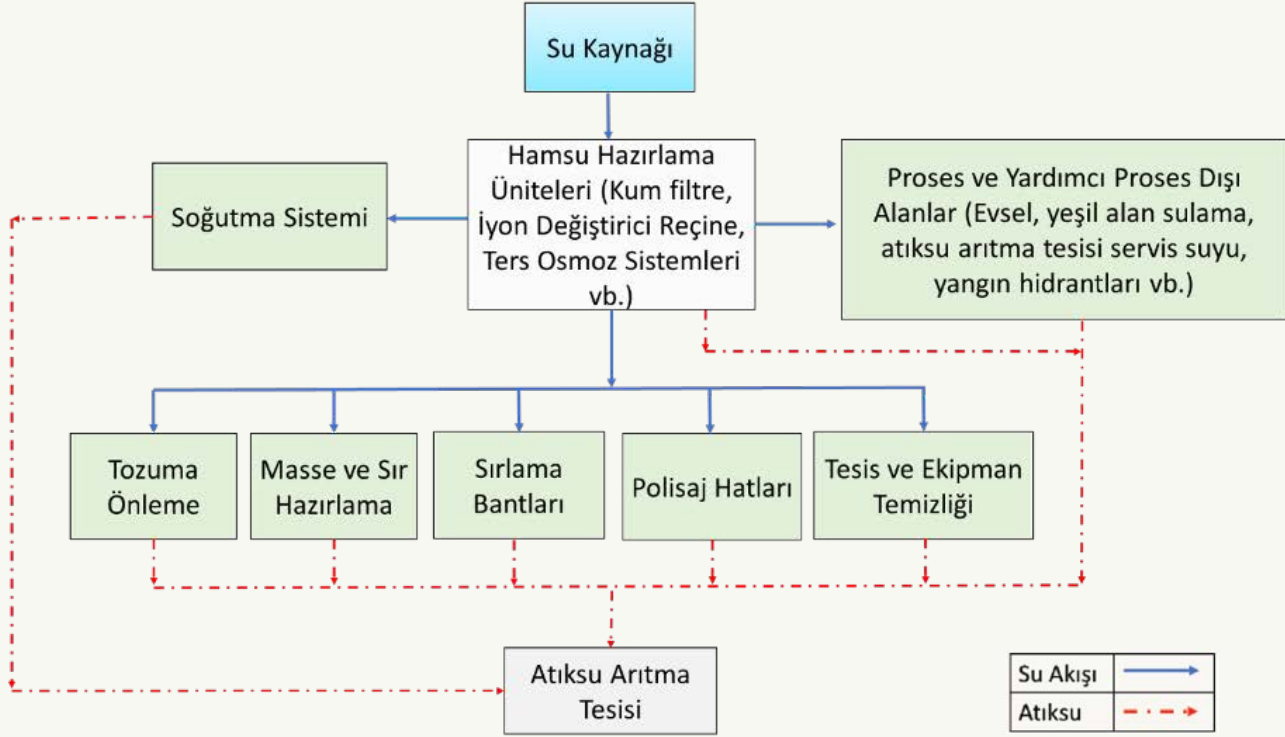 Su Kaynağı
Hamsu Hazırlama
Üniteleri (Kum filtre,
İyon Değiştirici Reçine,
Ters Osmoz Sistemleri
vb.)
Soğutma Sistemi
Proses ve Yardımcı Proses Dışı
Alanlar (Evsel, yeşil alan sulama,
atıksu arıtma tesisi servis suyu,
yangın hidrantları vb.)
Tozuma
Önleme
Masse ve Sır
Hazırlama
Sırlama
Bantları
Polisaj Hatları
Tesis ve Ekipman
Temizliği
Atıksu Arıtma
Tesisi
Su Akışı
Atıksu